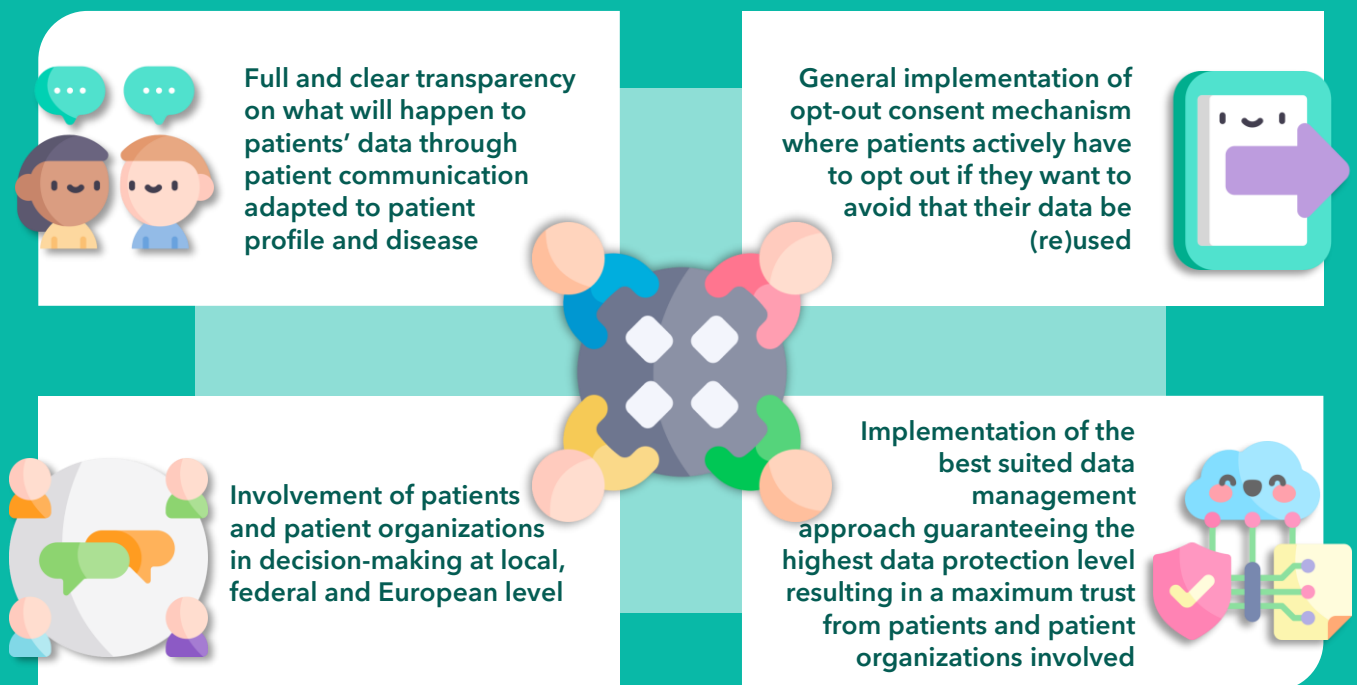 Full and clear transparency
on what will happen to
patients’ data through
patient communication
adapted to patient
profile and disease
General implementation of
opt-out consent mechanism
where patients actively have
to opt out if they want to
avoid that their data be
(re)used
Involvement of patients
and patient organizations
in decision-making at local,
federal and European level
Implementation of the
best suited data
management
approach guaranteeing the
highest data protection level
resulting in a maximum trust
from patients and patient
organizations involved